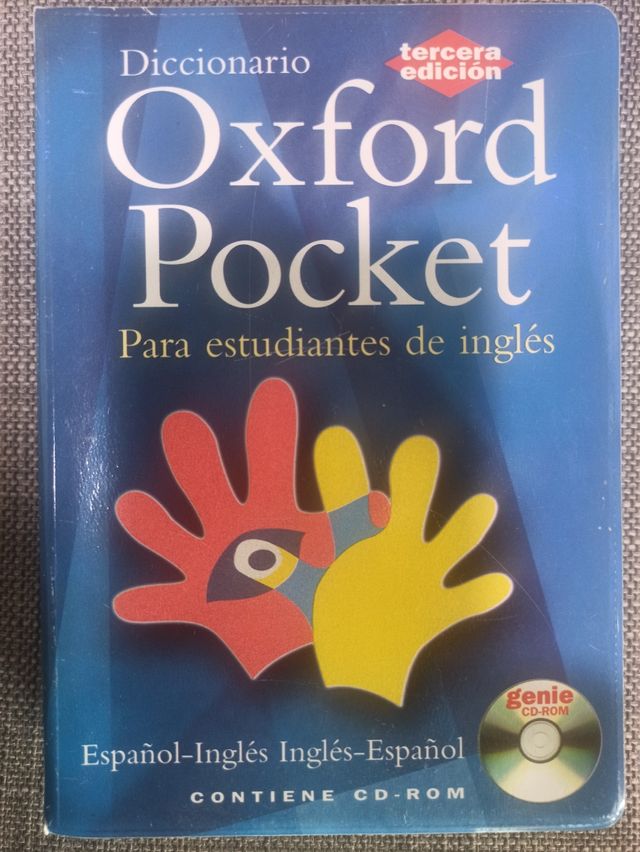 Diccionario
tercera
edición
Oxford
Pocket
Para estudiantes de inglés
genie
CD-ROM
Español-Inglés Inglés-Español
CONTIENE CD-ROM